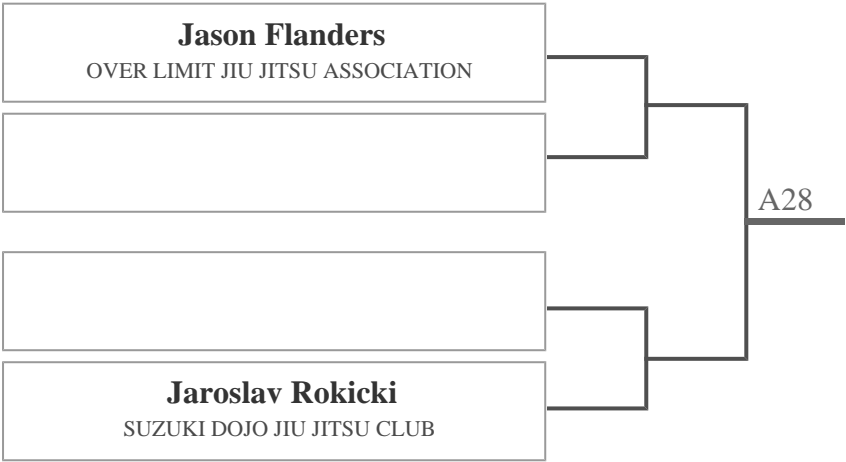 Jason Flanders
OVER LIMIT JIU JITSU ASSOCIATION
A28
Jaroslav Rokicki
SUZUKI DOJO JIU JITSU CLUB